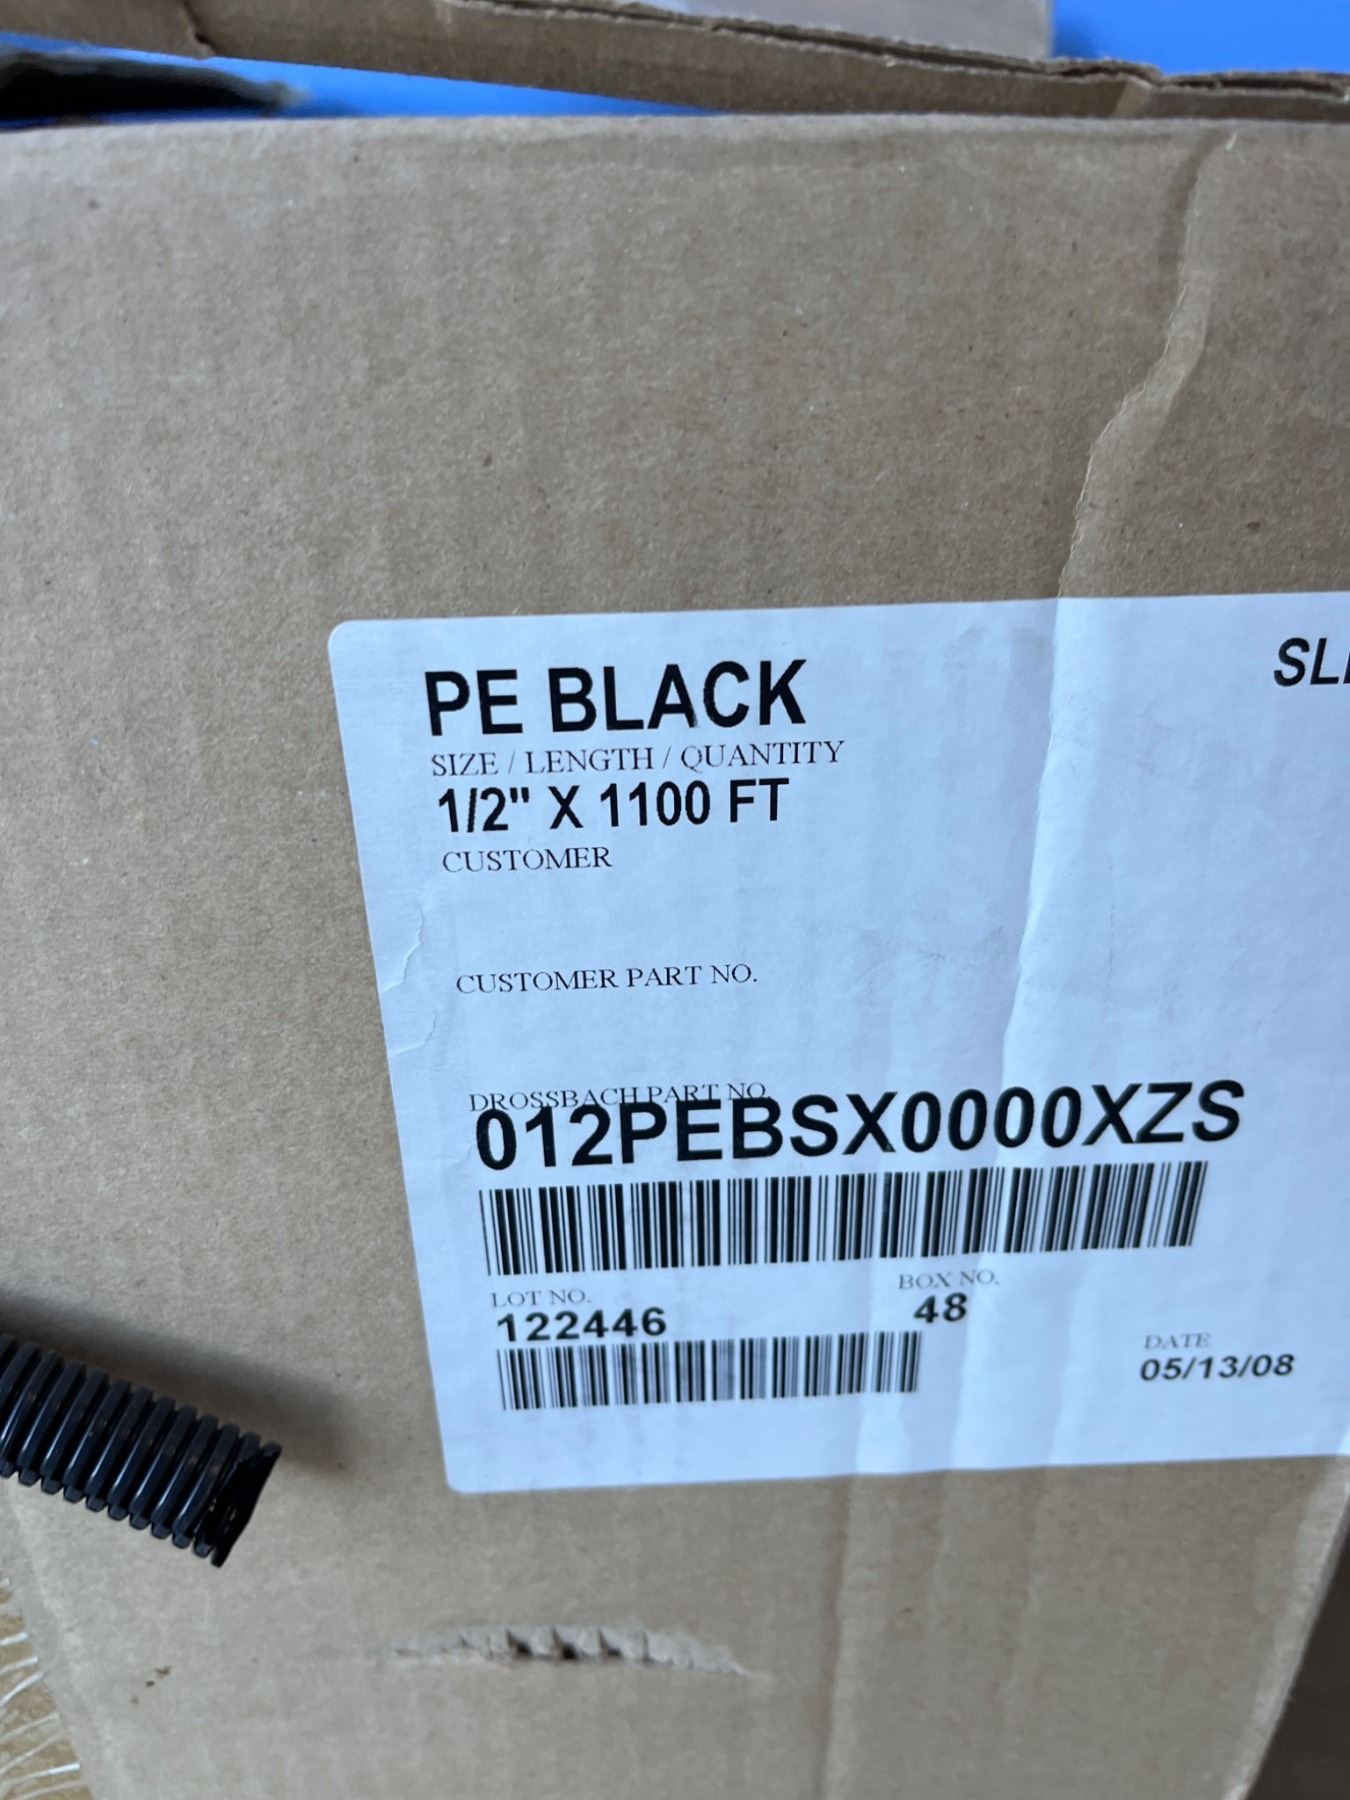 PE BLACK
SIZE / LENGTH / QUANTITY
1/2" X 1100 FT
CUSTOMER
CUSTOMER PART NO.
DROSSBACH PART NO.
012PEBSX0000XZS
LOT NO.
122446
BOX NO.
48
DATE
05/13/08